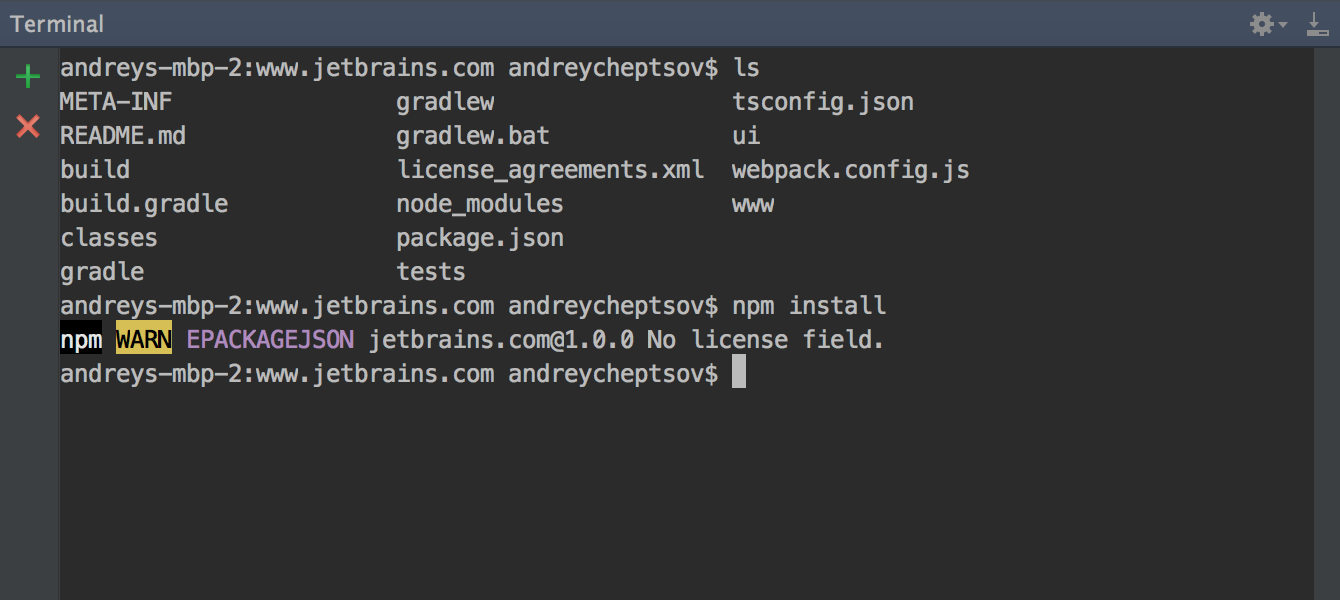 Terminal
andreys-mbp-2:www.jetbrains.com andreycheptsov$ ls
META-INF gradlew tsconfig.json
README.md gradlew.bat ui
build license_agreements.xml webpack.config.js
build.gradle node_modules www
classes package.json
gradle tests
andreys-mbp-2:www.jetbrains.com andreycheptsov$ npm install
npm WARN EPACKAGEJSON jetbrains.com@1.0.0 No license field.
andreys-mbp-2:www.jetbrains.com andreycheptsov$